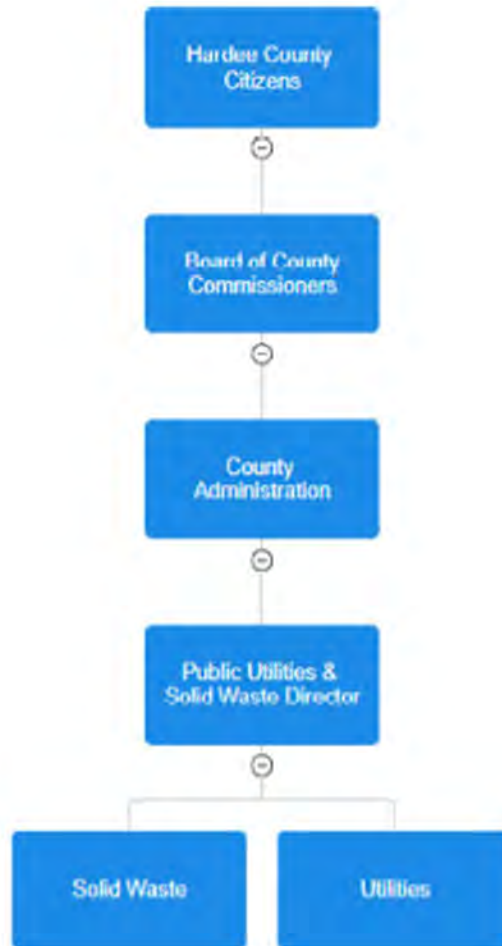 Hardee County
Citizens
Board of County
Commissioners
County
Administration
Public Utilities &
Solid Waste Director
Solid Waste
Utilities